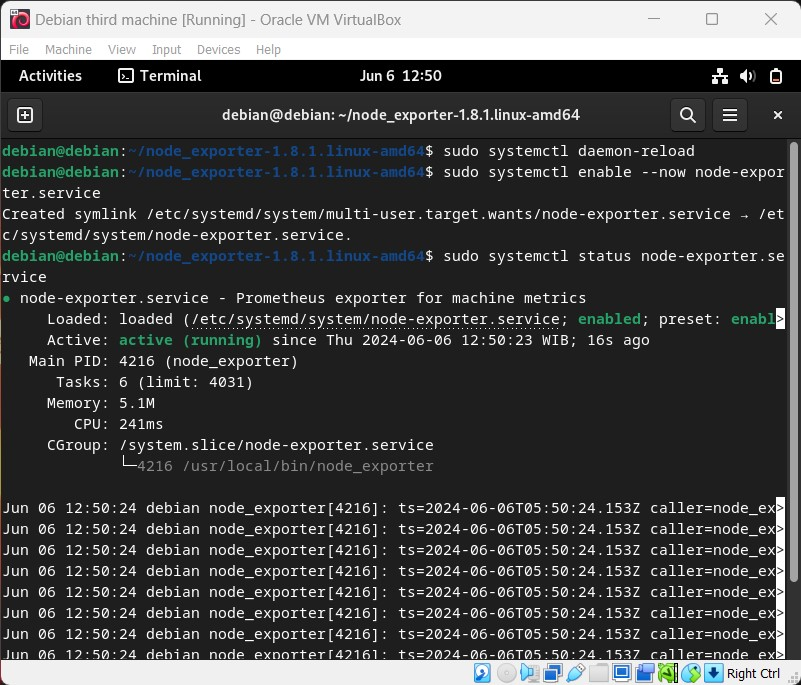 Debian third machine [Running] - Oracle VM VirtualBox
File Machine View Input Devices Help
Activities Terminal Jun 6 12:50
debian@debian: ~/node_exporter-1.8.1.linux-amd64
debian@debian:~/node_exporter-1.8.1.linux-amd64$ sudo systemctl daemon-reload
debian@debian:~/node_exporter-1.8.1.linux-amd64$ sudo systemctl enable --now node-expor
ter.service
Created symlink /etc/systemd/system/multi-user.target.wants/node-exporter.service → /et
c/systemd/system/node-exporter.service.
debian@debian:~/node_exporter-1.8.1.linux-amd64$ sudo systemctl status node-exporter.se
rvice
● node-exporter.service - Prometheus exporter for machine metrics
Loaded: loaded (/etc/systemd/system/node-exporter.service; enabled; preset: enabl>
Active: active (running) since Thu 2024-06-06 12:50:23 WIB; 16s ago
Main PID: 4216 (node_exporter)
Tasks: 6 (limit: 4031)
Memory: 5.1M
CPU: 241ms
CGroup: /system.slice/node-exporter.service
└─4216 /usr/local/bin/node_exporter
Jun 06 12:50:24 debian node_exporter[4216]: ts=2024-06-06T05:50:24.153Z caller=node_ex>
Jun 06 12:50:24 debian node_exporter[4216]: ts=2024-06-06T05:50:24.153Z caller=node_ex>
Jun 06 12:50:24 debian node_exporter[4216]: ts=2024-06-06T05:50:24.153Z caller=node_ex>
Jun 06 12:50:24 debian node_exporter[4216]: ts=2024-06-06T05:50:24.153Z caller=node_ex>
Jun 06 12:50:24 debian node_exporter[4216]: ts=2024-06-06T05:50:24.153Z caller=node_ex>
Jun 06 12:50:24 debian node_exporter[4216]: ts=2024-06-06T05:50:24.153Z caller=node_ex>
Jun 06 12:50:24 debian node_exporter[4216]: ts=2024-06-06T05:50:24.153Z caller=node_ex>
Jun 06 12:50:24 debian node_exporter[4216]: ts=2024-06-06T05:50:24.153Z caller=node_ex>
Right Ctrl